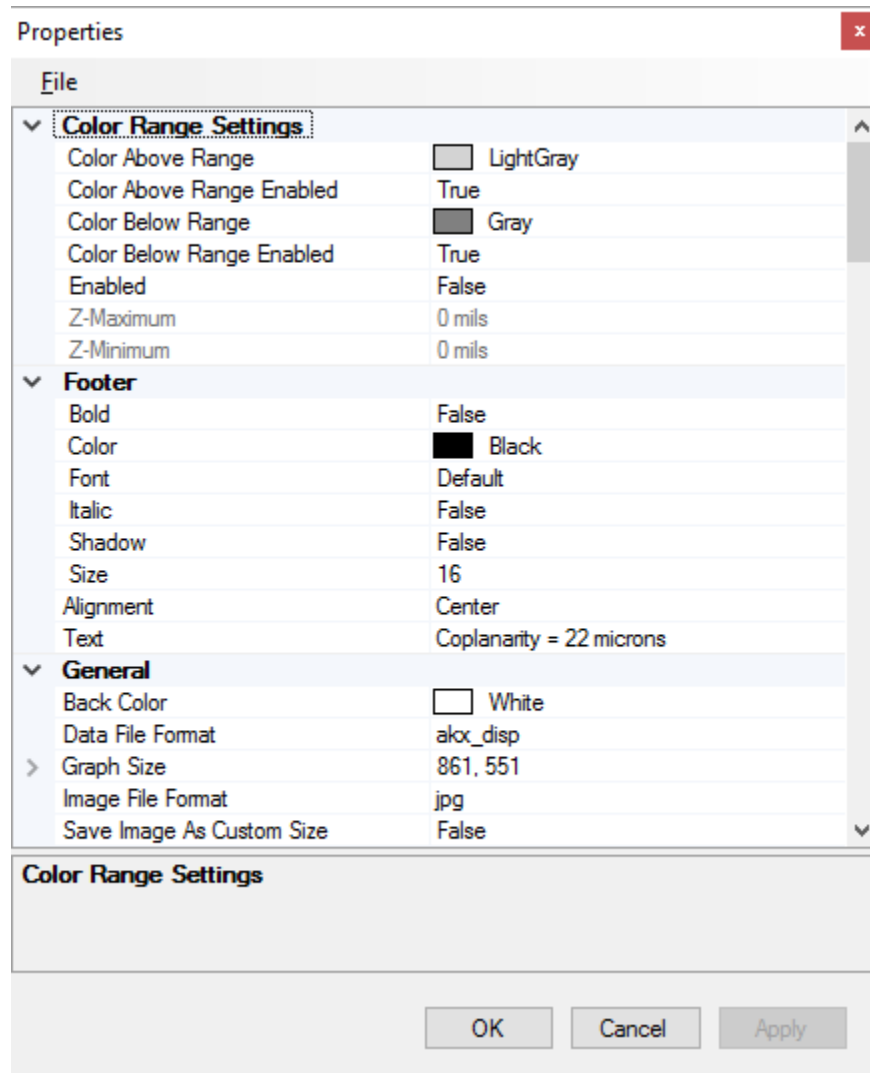 Properties
x
File
Color Range Settings
Color Above Range LightGray
Color Above Range Enabled True
Color Below Range Gray
Color Below Range Enabled True
Enabled False
Z-Maximum 0 mils
Z-Minimum 0 mils
Footer
Bold False
Color Black
Font Default
Italic False
Shadow False
Size 16
Alignment Center
Text Coplanarity = 22 microns
General
Back Color White
Data File Format akx_disp
Graph Size 861, 551
Image File Format jpg
Save Image As Custom Size False
Color Range Settings
OK Cancel Apply